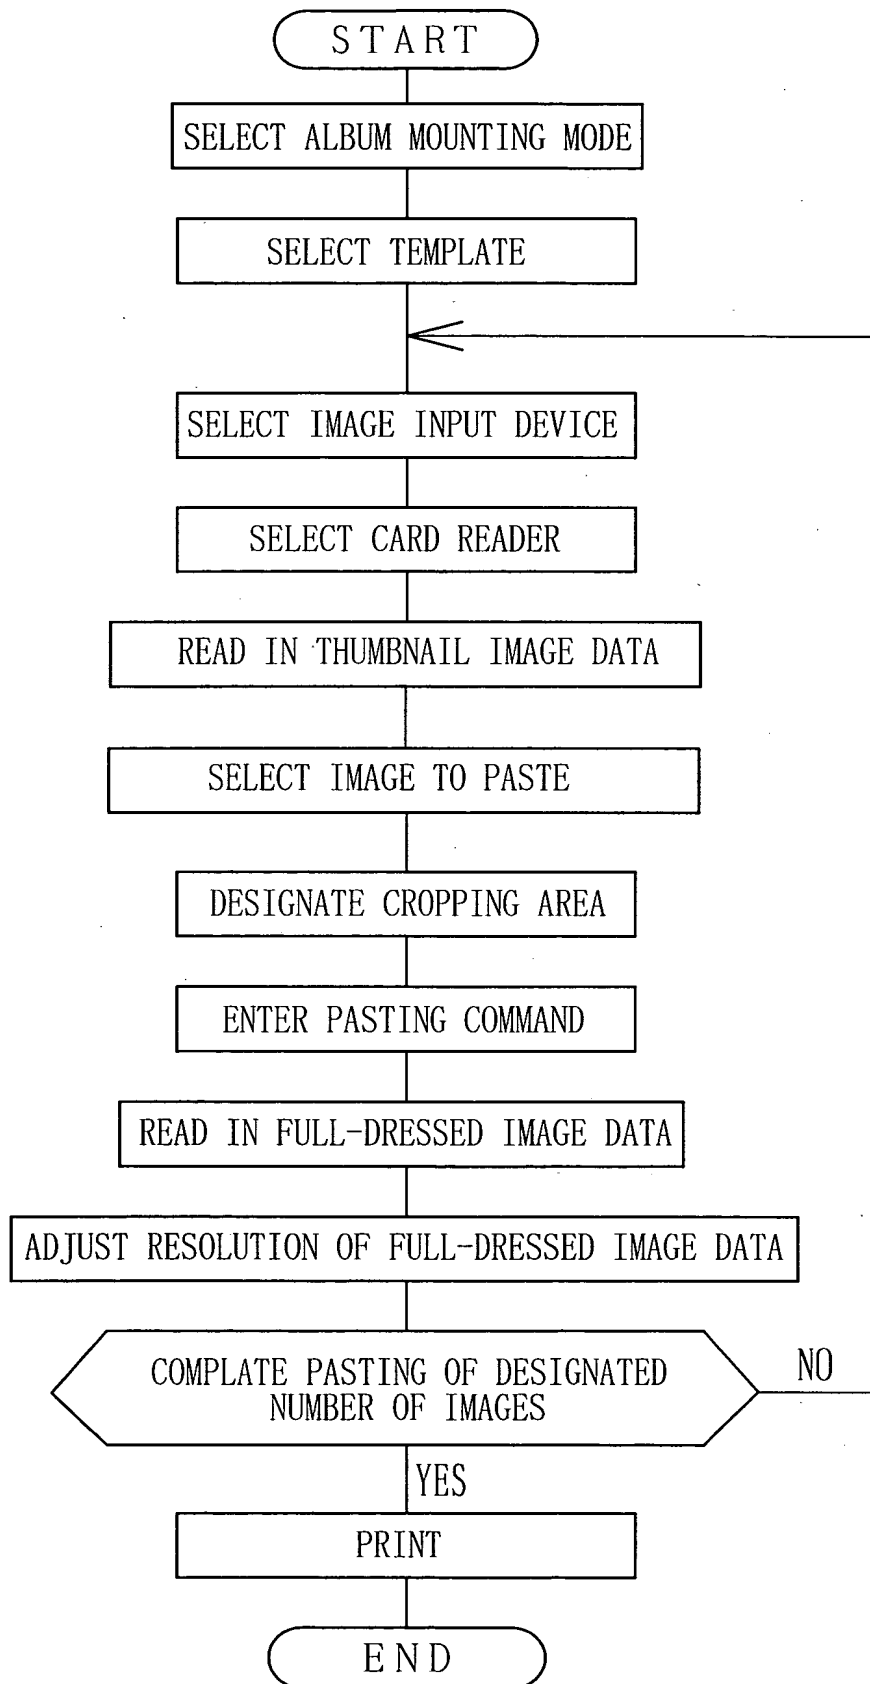 START
SELECT ALBUM MOUNTING MODE
SELECT TEMPLATE
SELECT IMAGE INPUT DEVICE
SELECT CARD READER
READ IN THUMBNAIL IMAGE DATA
SELECT IMAGE TO PASTE
DESIGNATE CROPPING AREA
ENTER PASTING COMMAND
READ IN FULL-DRESSED IMAGE DATA
ADJUST RESOLUTION OF FULL-DRESSED IMAGE DATA
COMPLATE PASTING OF DESIGNATED
NUMBER OF IMAGES
NO
YES
PRINT
END